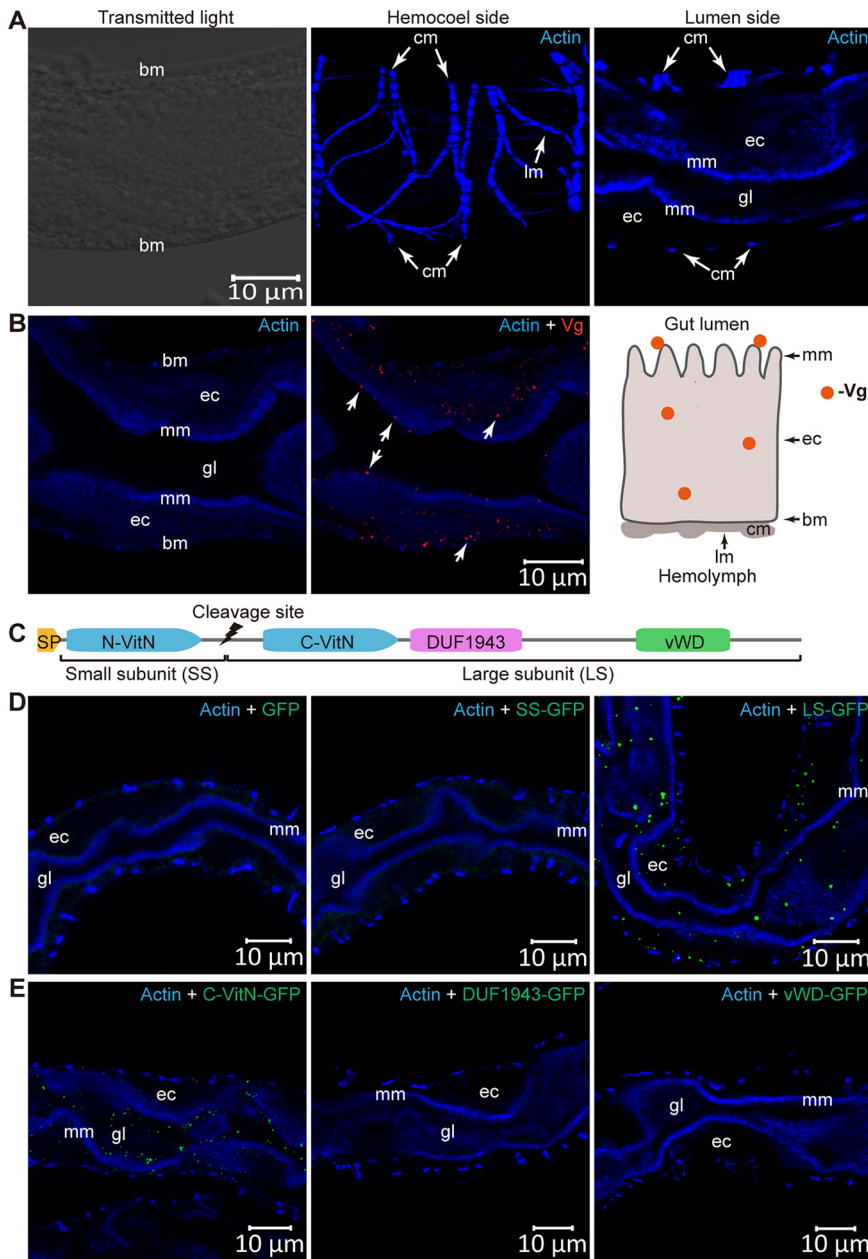 A
Transmitted light
Hemocoel side
Lumen side
bm
bm
10 µm
cm
Actin
lm
cm
cm
Actin
ec
mm
gl
ec
mm
cm
B
Actin
bm
ec
mm
gl
mm
ec
bm
Actin + Vg
10 µm
Gut lumen
mm
-Vg
ec
bm
cm
lm
Hemolymph
C
Cleavage site
SP
N-VitN
C-VitN
DUF1943
vWD
Small subunit (SS)
Large subunit (LS)
D
Actin + GFP
ec
mm
gl
10 µm
Actin + SS-GFP
ec
mm
gl
10 µm
Actin + LS-GFP
mm
ec
gl
10 µm
E
Actin + C-VitN-GFP
ec
mm
gl
10 µm
Actin + DUF1943-GFP
mm
ec
gl
10 µm
Actin + vWD-GFP
gl
mm
ec
10 µm